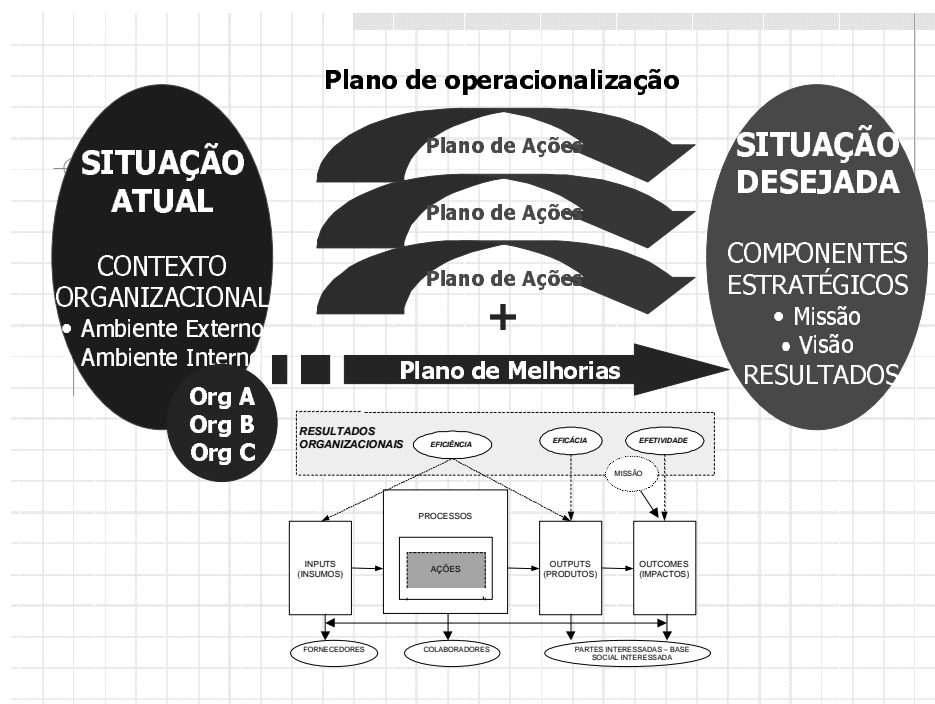 Plano de operacionalização
SITUAÇÃO
ATUAL
CONTEXTO
ORGANIZACIONAL
• Ambiente Externo
Ambiente Interno
Org A
Org B
Org C
Plano de Ações
Plano de Ações
Plano de Ações
+
Plano de Melhorias
SITUAÇÃO
DESEJADA
COMPONENTES
ESTRATÉGICOS
• Missão
• Visão
RESULTADOS
RESULTADOS
ORGANIZACIONAIS
EFICIÊNCIA
EFICÁCIA
EFETIVIDADE
MISSÃO
PROCESSOS
INPUTS
(INSUMOS)
AÇÕES
OUTPUTS
(PRODUTOS)
OUTCOMES
(IMPACTOS)
FORNECEDORES
COLABORADORES
PARTES INTERESSADAS – BASE
SOCIAL INTERESSADA